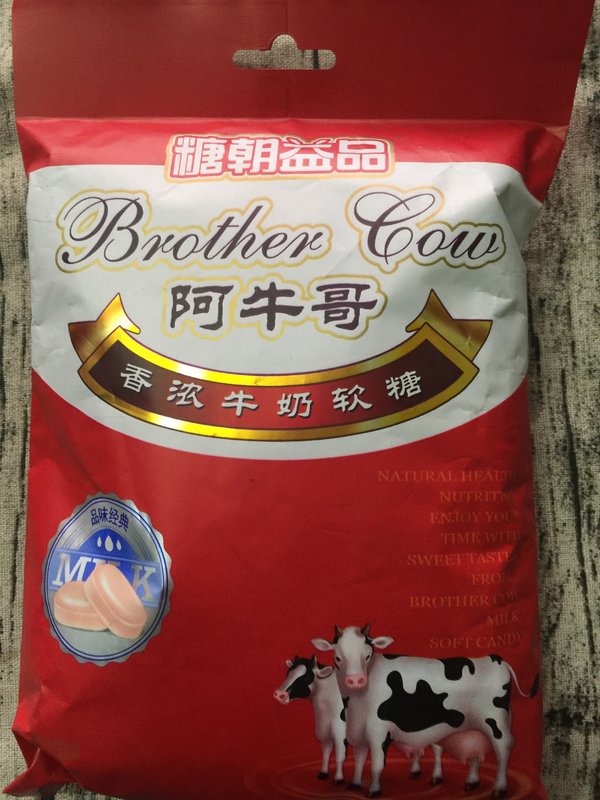 糖朝益品
Brother Cow
阿牛哥
香浓牛奶软糖
NATURAL HEALTH
NUTRITION
ENJOY YOUR
TIME WITH
SWEET TASTE
FROM
BROTHER COW
MILK
SOFT CANDY
品味经典
MILK